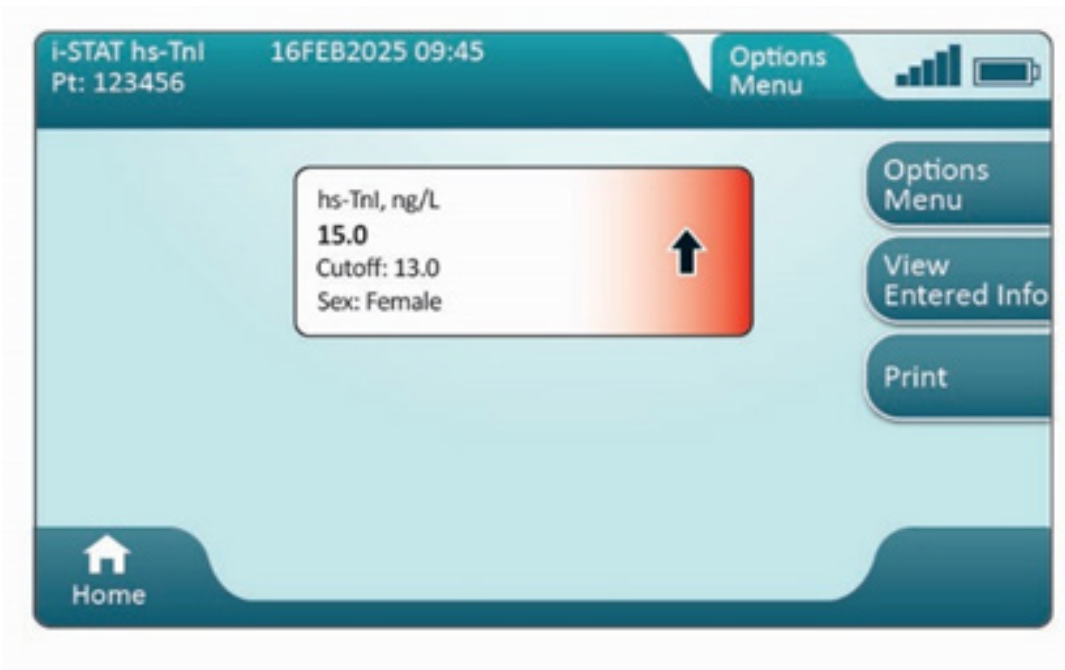 i-STAT hs-TnI 16FEB2025 09:45
Pt: 123456
Options
Menu
hs-TnI, ng/L
15.0
Cutoff: 13.0
Sex: Female
Options
Menu
View
Entered Info
Print
Home